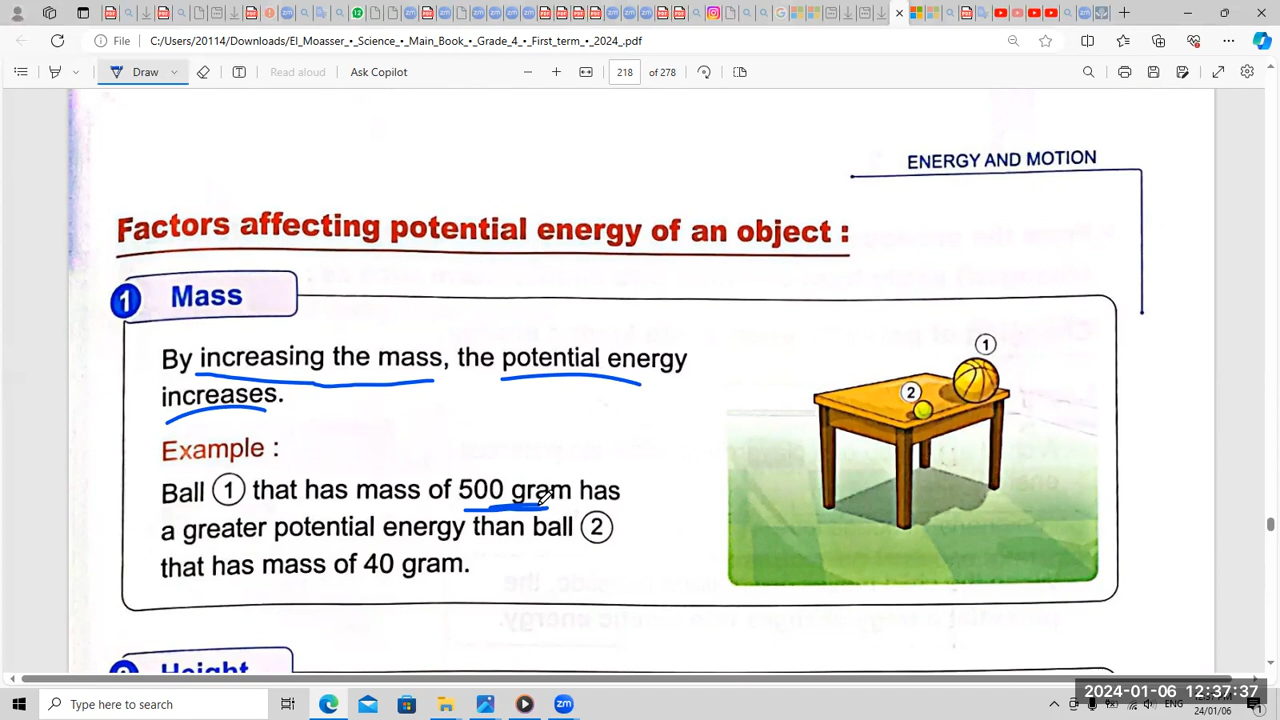 File
C:/Users/20114/Downloads/El_Moasser_•_Science_•_Main_Book_•_Grade_4_•_First_term_•_2024_.pdf
Draw
Read aloud
Ask Copilot
218
of 278
ENERGY AND MOTION
Factors affecting potential energy of an object :
1 Mass
By increasing the mass, the potential energy
increases.
Example :
Ball 1 that has mass of 500 gram has
a greater potential energy than ball 2
that has mass of 40 gram.
1
2
Height
2024-01-06 12:37:37
Type here to search
zm
ENG
24/01/06